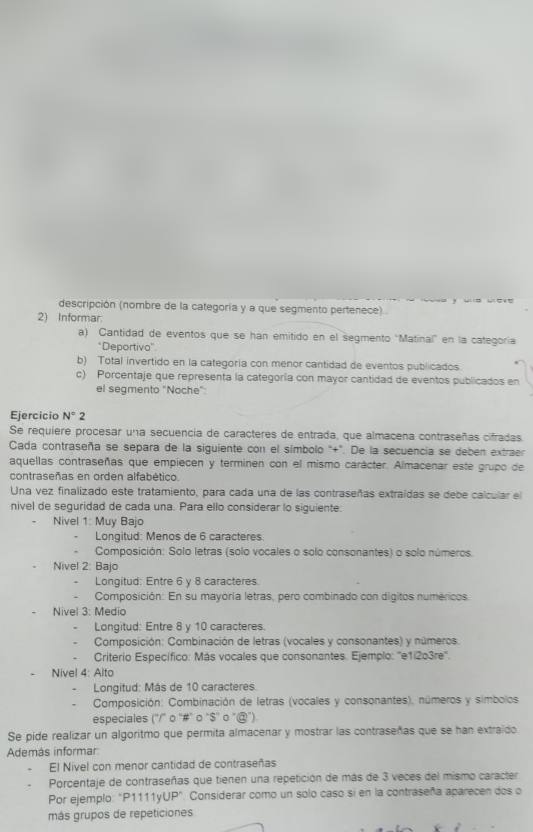 descripción (nombre de la categoría y a que segmento pertenece).
2) Informar:
a) Cantidad de eventos que se han emitido en el segmento "Matinal" en la categoría
"Deportivo".
b) Total invertido en la categoría con menor cantidad de eventos publicados.
c) Porcentaje que representa la categoría con mayor cantidad de eventos publicados en
el segmento "Noche":
Ejercicio N° 2
Se requiere procesar una secuencia de caracteres de entrada, que almacena contraseñas cifradas.
Cada contraseña se separa de la siguiente con el símbolo "+". De la secuencia se deben extraer
aquellas contraseñas que empiecen y terminen con el mismo carácter. Almacenar este grupo de
contraseñas en orden alfabético.
Una vez finalizado este tratamiento, para cada una de las contraseñas extraídas se debe calcular el
nivel de seguridad de cada una. Para ello considerar lo siguiente:
- Nivel 1: Muy Bajo
- Longitud: Menos de 6 caracteres.
- Composición: Solo letras (solo vocales o solo consonantes) o solo números.
- Nivel 2: Bajo
- Longitud: Entre 6 y 8 caracteres.
- Composición: En su mayoría letras, pero combinado con dígitos numéricos.
- Nivel 3: Medio
- Longitud: Entre 8 y 10 caracteres.
- Composición: Combinación de letras (vocales y consonantes) y números.
- Criterio Específico: Más vocales que consonantes. Ejemplo: "e1i2o3re".
- Nivel 4: Alto
- Longitud: Más de 10 caracteres.
- Composición: Combinación de letras (vocales y consonantes), números y símbolos
especiales ("/" o "#" o "$" o "@").
Se pide realizar un algoritmo que permita almacenar y mostrar las contraseñas que se han extraído.
Además informar:
- El Nivel con menor cantidad de contraseñas
- Porcentaje de contraseñas que tienen una repetición de más de 3 veces del mismo caracter.
Por ejemplo: "P1111yUP". Considerar como un solo caso si en la contraseña aparecen dos o
más grupos de repeticiones